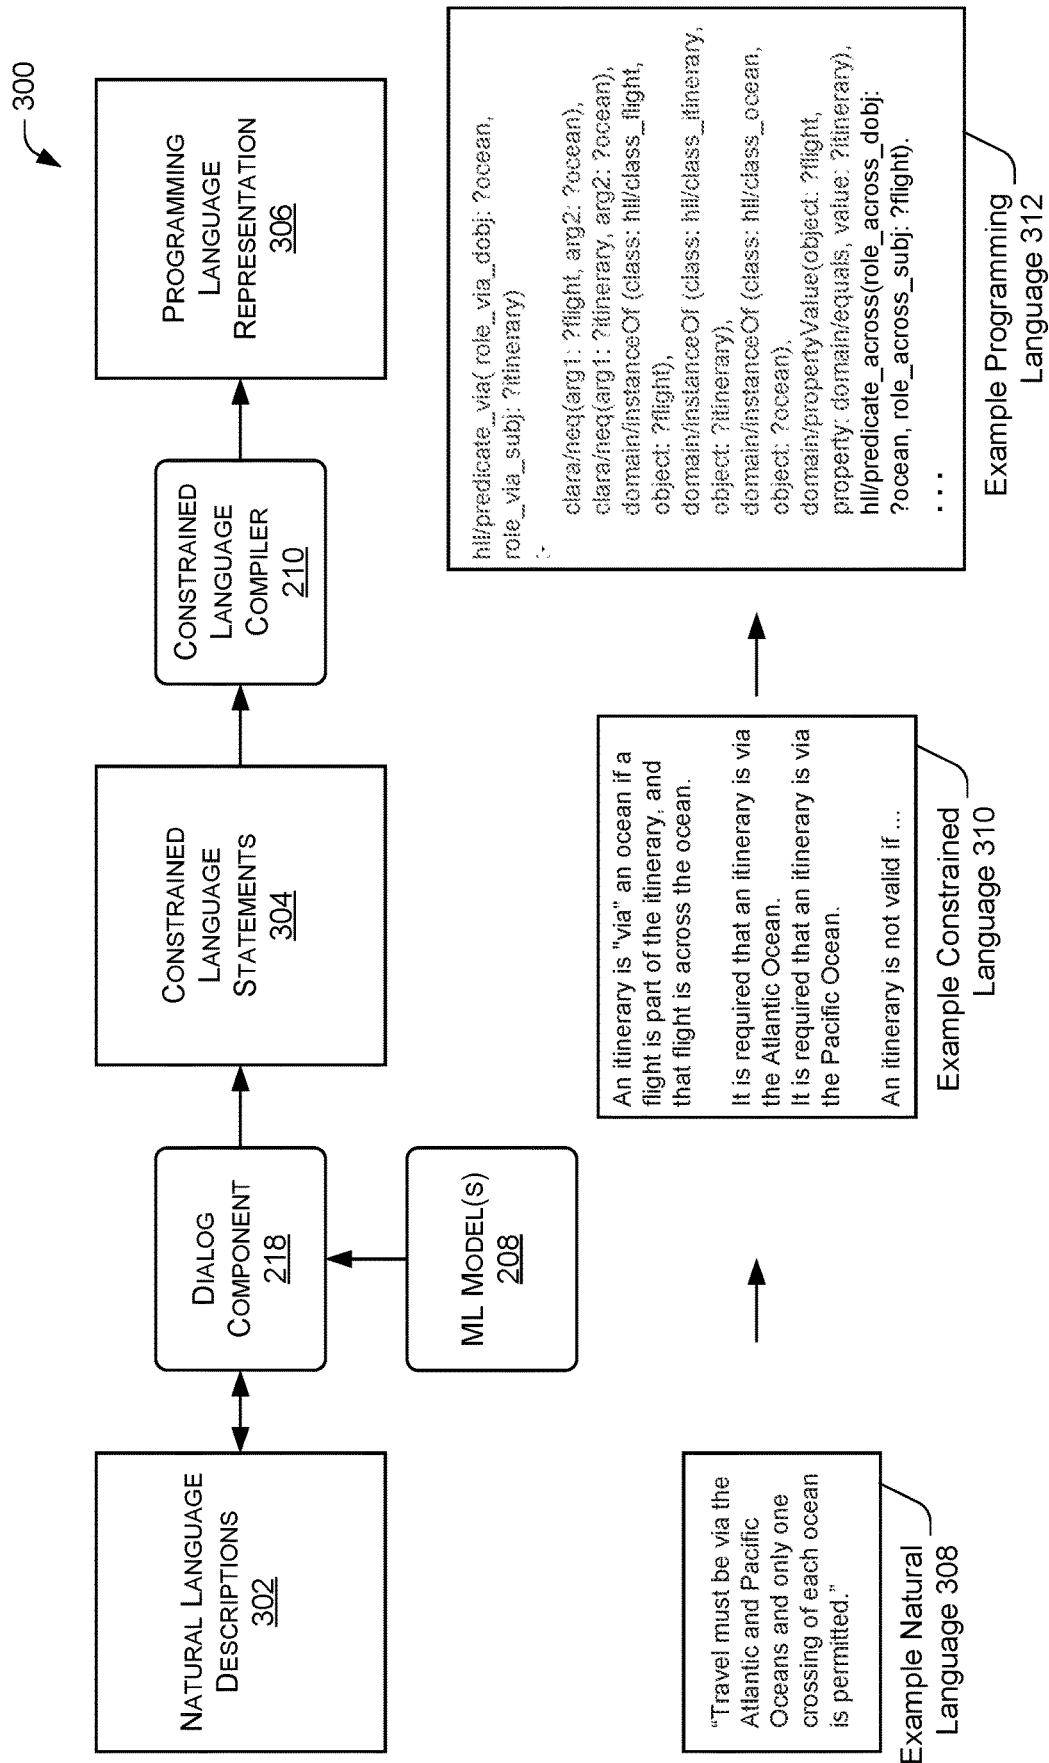 300
NATURAL LANGUAGE
DESCRIPTIONS
302
DIALOG
COMPONENT
218
ML MODEL(S)
208
CONSTRAINED
LANGUAGE
STATEMENTS
304
CONSTRAINED
LANGUAGE
COMPILER
210
PROGRAMMING
LANGUAGE
REPRESENTATION
306
“Travel must be via the
Atlantic and Pacific
Oceans and only one
crossing of each ocean
is permitted.”
Example Natural
Language 308
An itinerary is "via" an ocean if a
flight is part of the itinerary, and
that flight is across the ocean.
It is required that an itinerary is via
the Atlantic Ocean.
It is required that an itinerary is via
the Pacific Ocean.
An itinerary is not valid if ...
Example Constrained
Language 310
hll/predicate_via( role_via_dobj: ?ocean,
role_via_subj: ?itinerary)
:-
clara/neq(arg1: ?flight, arg2: ?ocean),
clara/neq(arg1: ?itinerary, arg2: ?ocean),
domain/instanceOf (class: hll/class_flight,
object: ?flight),
domain/instanceOf (class: hll/class_itinerary,
object: ?itinerary),
domain/instanceOf (class: hll/class_ocean,
object: ?ocean),
domain/propertyValue(object: ?flight,
property: domain/equals, value: ?itinerary),
hll/predicate_across(role_across_dobj:
?ocean, role_across_subj: ?flight).
...
Example Programming
Language 312